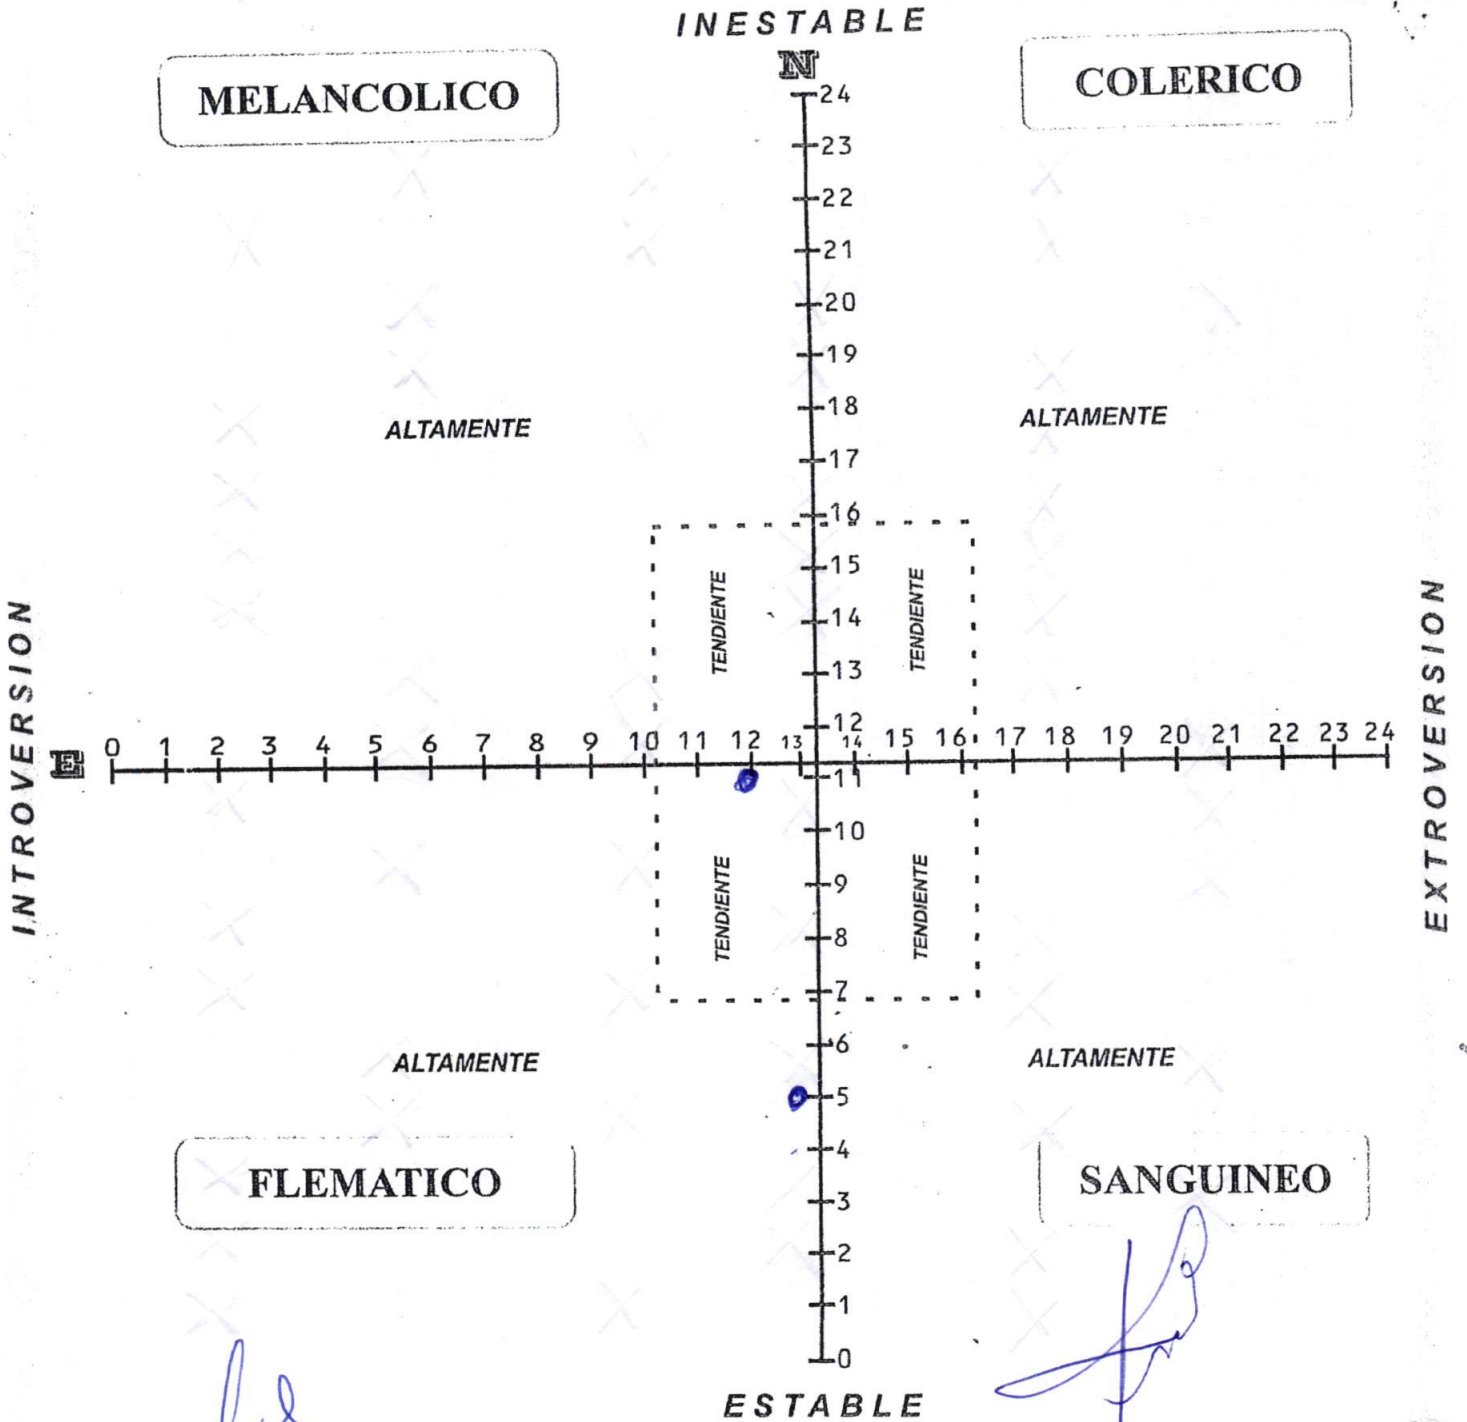 INESTABLE
N
MELANCOLICO
COLERICO
24
23
22
21
20
19
18
17
16
15
14
13
12
ALTAMENTE
ALTAMENTE
TENDIENTE
TENDIENTE
INTROVERSION
E
0 1 2 3 4 5 6 7 8 9 10 11 12 13 14 15 16 17 18 19 20 21 22 23 24
EXTROVERSION
11
10
9
8
7
6
5
4
3
2
1
0
TENDIENTE
TENDIENTE
ALTAMENTE
ALTAMENTE
FLEMATICO
SANGUINEO
ESTABLE